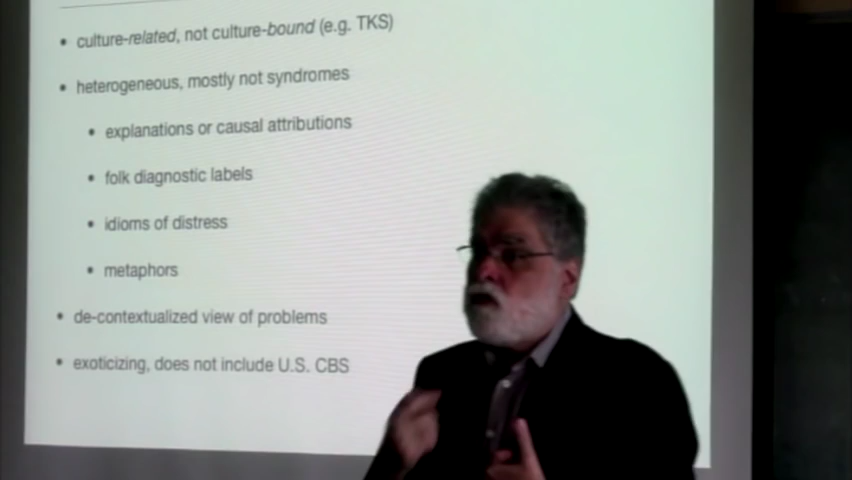 • culture-related, not culture-bound (e.g. TKS)
• heterogeneous, mostly not syndromes
• explanations or causal attributions
• folk diagnostic labels
• idioms of distress
• metaphors
• de-contextualized view of problems
• exoticizing, does not include U.S. CBS